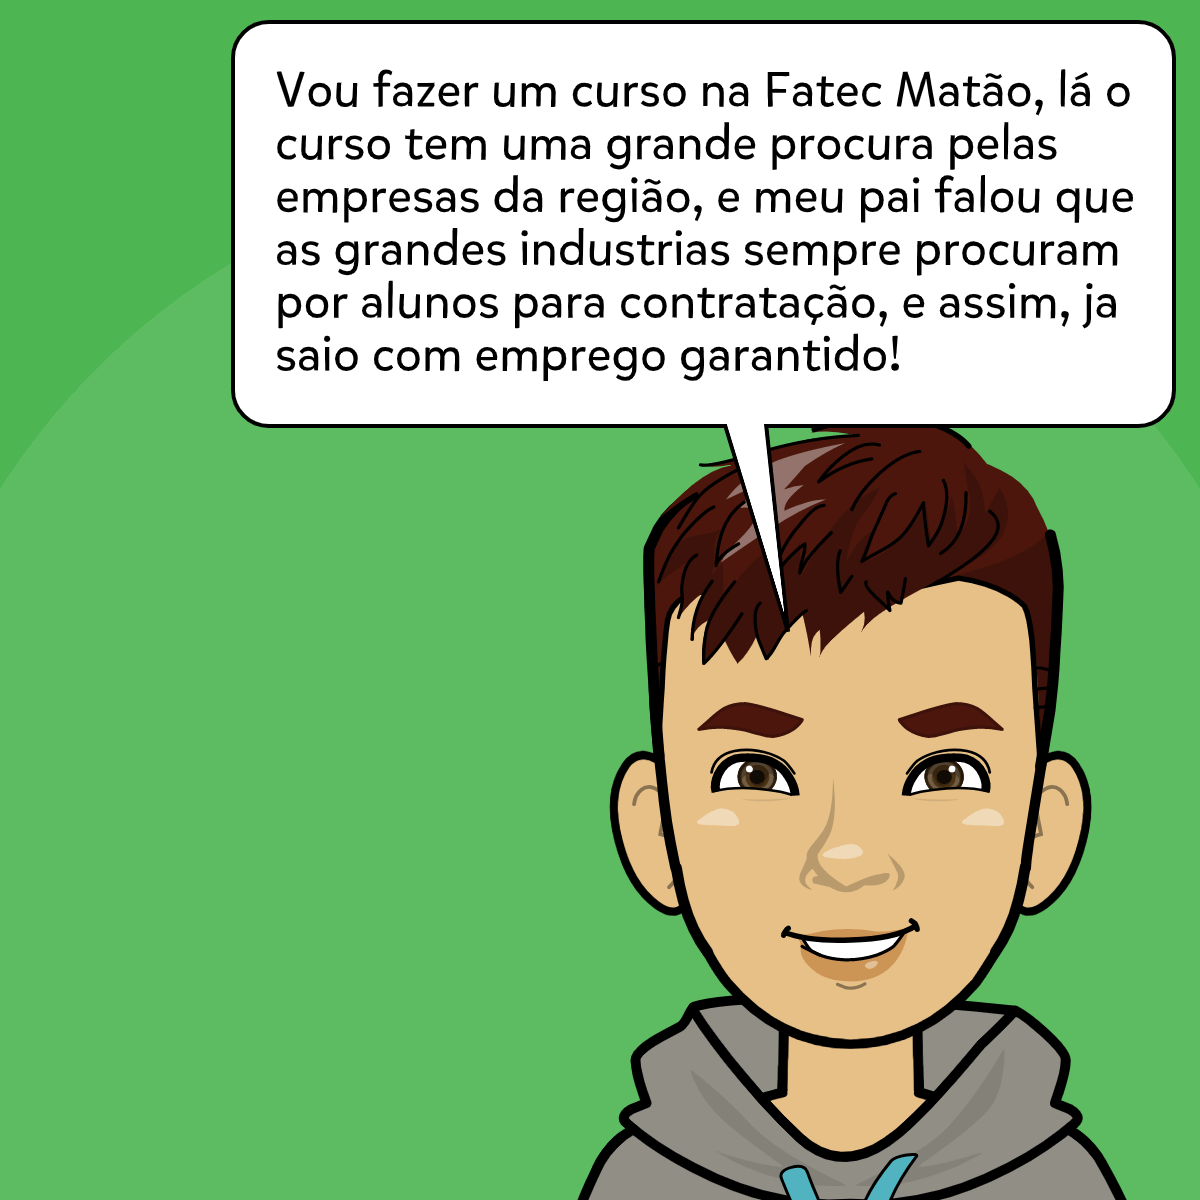 Vou fazer um curso na Fatec Matão, lá o
curso tem uma grande procura pelas
empresas da região, e meu pai falou que
as grandes industrias sempre procuram
por alunos para contratação, e assim, ja
saio com emprego garantido!